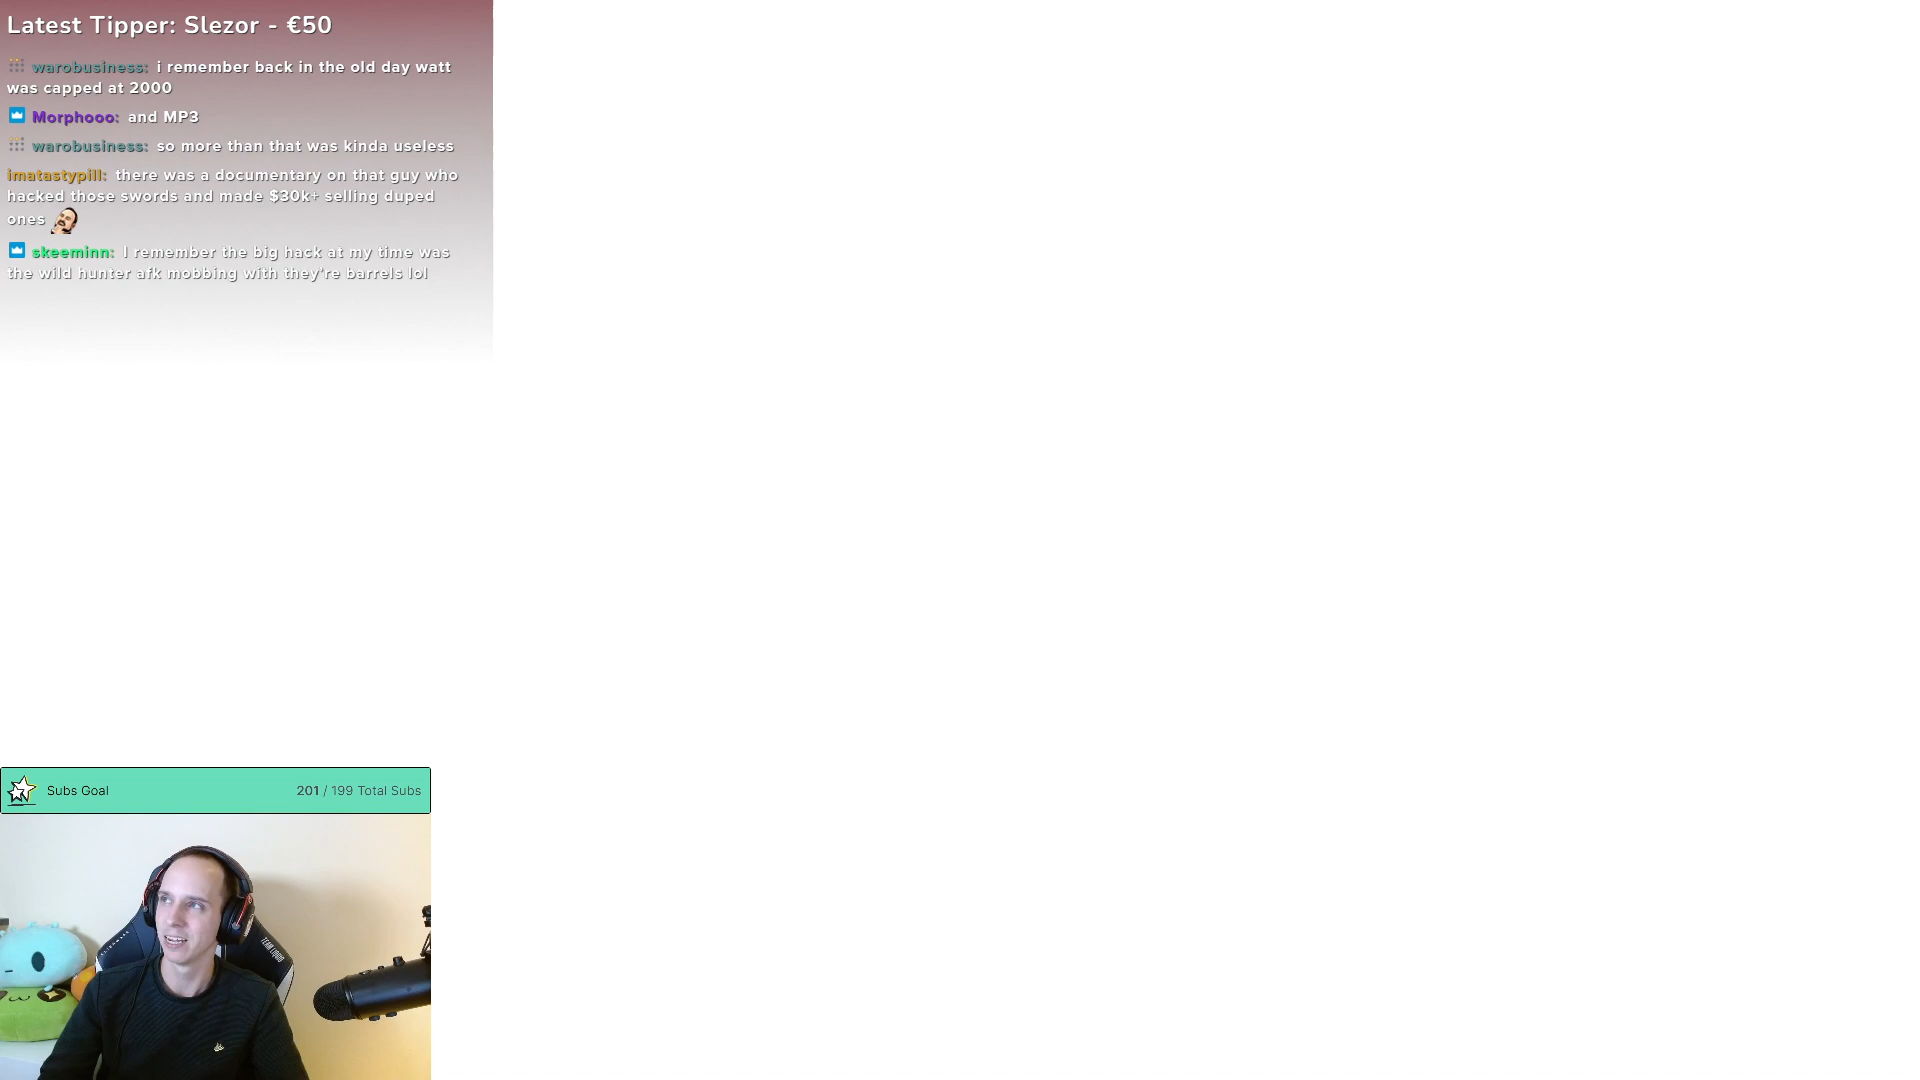 Latest Tipper: Slezor - €50
warobusiness: i remember back in the old day watt
was capped at 2000
Morphooo: and MP3
warobusiness: so more than that was kinda useless
imatastypill: there was a documentary on that guy who
hacked those swords and made $30k+ selling duped
ones
skeeminn: I remember the big hack at my time was
the wild hunter afk mobbing with they're barrels lol
Subs Goal
201 / 199 Total Subs
ALIENWARE
TEAM LIQUID